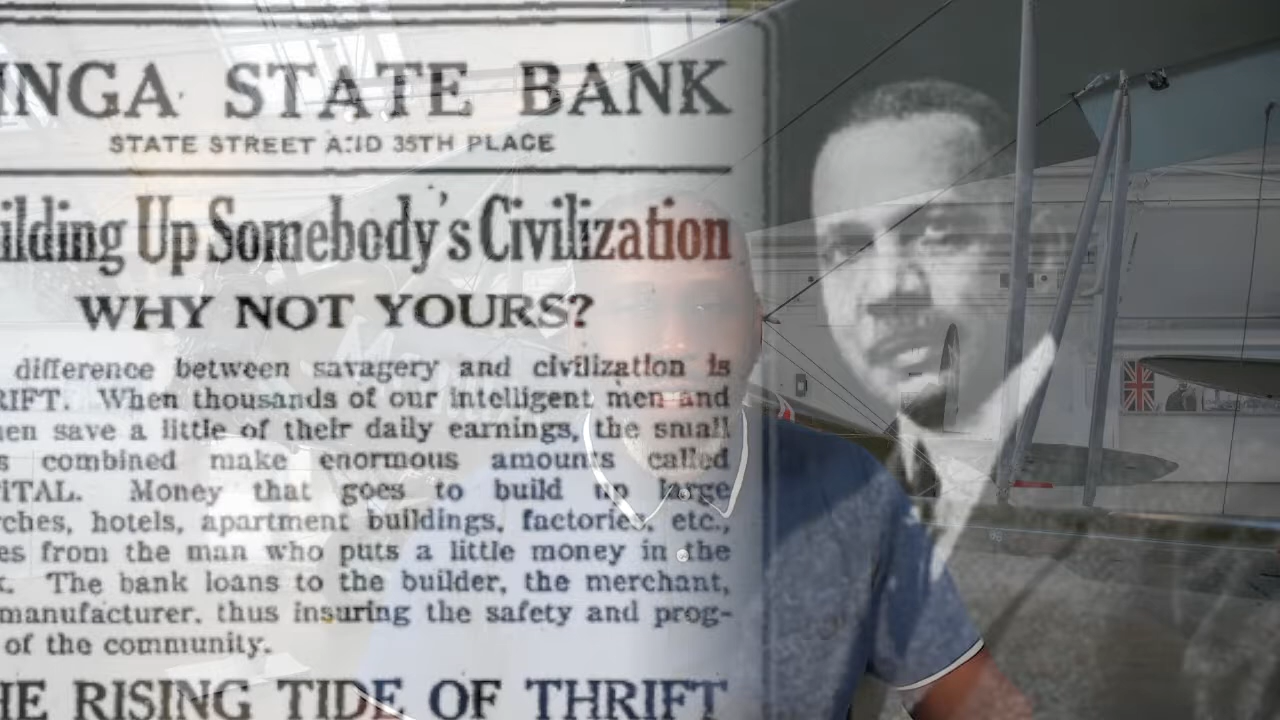 INGA STATE BANK
STATE STREET AND 35TH PLACE
ilding Up Somebody's Civilization
WHY NOT YOURS?
difference between savagery and civilization is
RIFT. When thousands of our intelligent men and
en save a little of their daily earnings, the small
s combined make enormous amounts called
ITAL. Money that goes to build up large
rches, hotels, apartment buildings, factories, etc.,
es from the man who puts a little money in the
k. The bank loans to the builder, the merchant,
manufacturer, thus insuring the safety and prog-
of the community.
HE RISING TIDE OF THRIFT